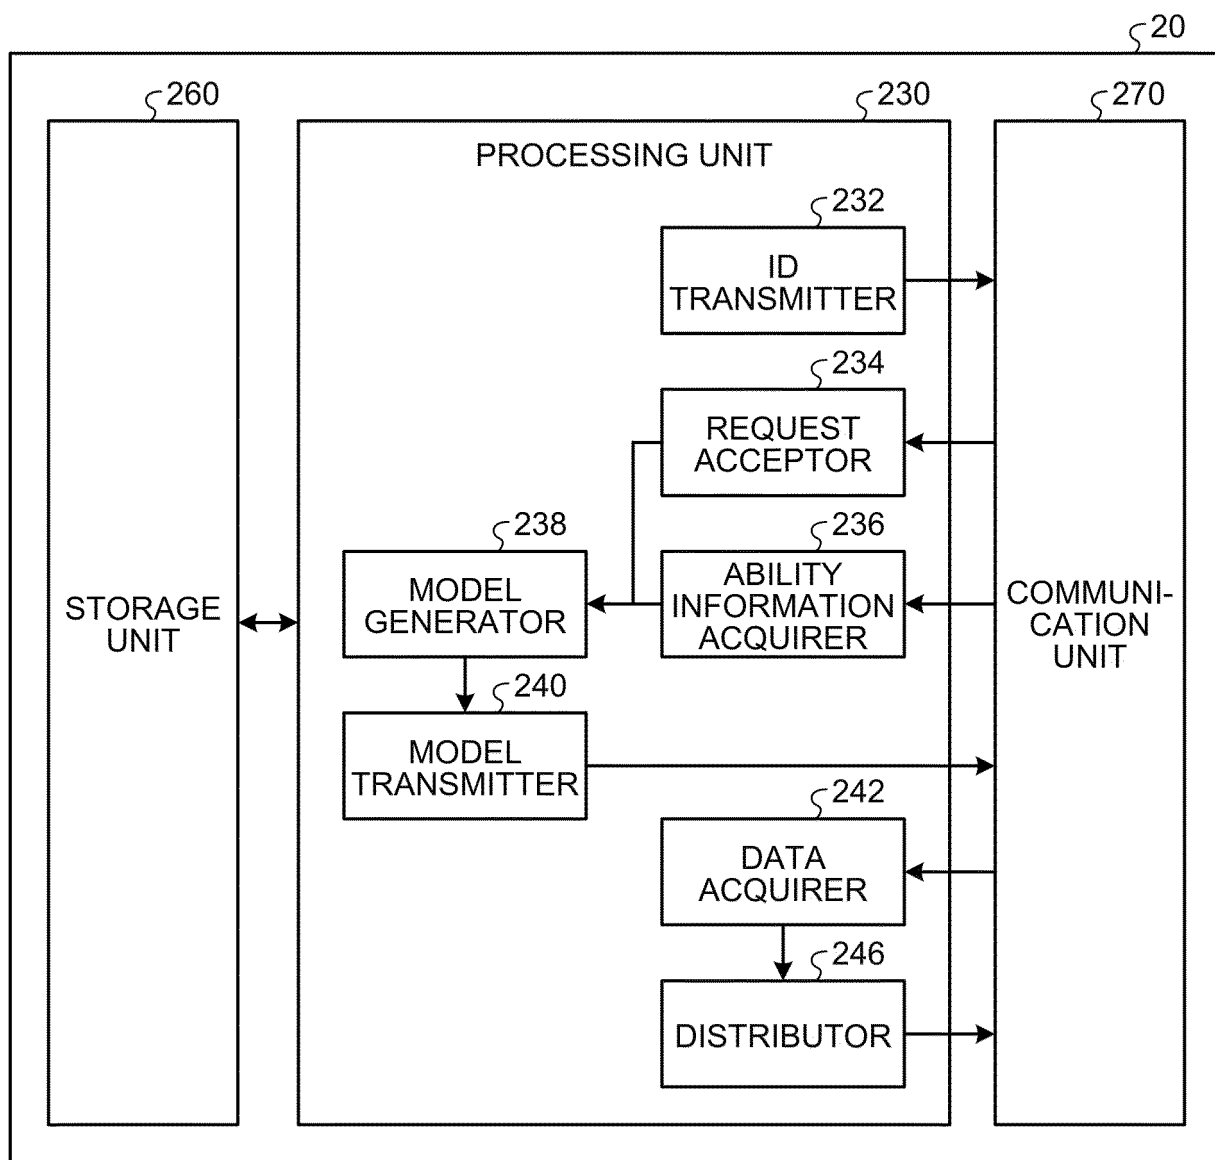 20
260
230
270
PROCESSING UNIT
232
ID
TRANSMITTER
234
REQUEST
ACCEPTOR
238
236
MODEL
GENERATOR
ABILITY
INFORMATION
ACQUIRER
STORAGE
UNIT
COMMUNI-
CATION
UNIT
240
MODEL
TRANSMITTER
242
DATA
ACQUIRER
246
DISTRIBUTOR